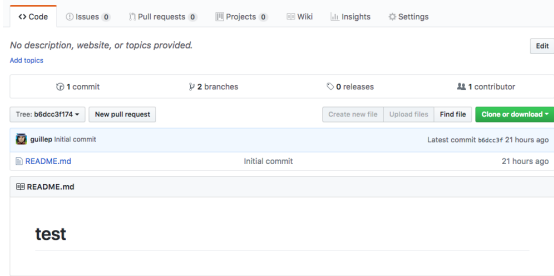 Code Issues 0 Pull requests 0 Projects 0 Wiki Insights Settings
No description, website, or topics provided. Edit
Add topics
1 commit 2 branches 0 releases 1 contributor
Tree: b6dcc3f174 New pull request Create new file Upload files Find file Clone or download
guillep Initial commit Latest commit b6dcc3f 21 hours ago
README.md Initial commit 21 hours ago
README.md
test